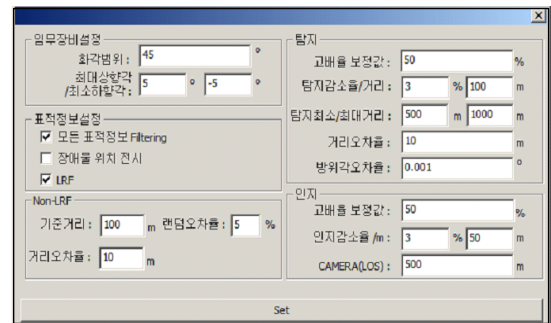 임무장비설정
화각범위 : 45 °
최대상향각 /최소하향각 : 5 ° -5 °
표적정보설정
모든 표적정보 Filtering
장애물 위치 전시
LRF
Non-LRF
기준거리 : 100 m 랜덤오차율 : 5 %
거리오차율 : 10 m
탐지
고배율 보정값 : 50 %
탐지감소율/거리 : 3 % 100 m
탐지최소/최대거리 : 500 m 1000 m
거리오차율 : 10 m
방위각오차율 : 0.001 °
인지
고배율 보정값 : 50 %
인지감소율 /m : 3 % 50 m
CAMERA(LOS) : 500 m
Set